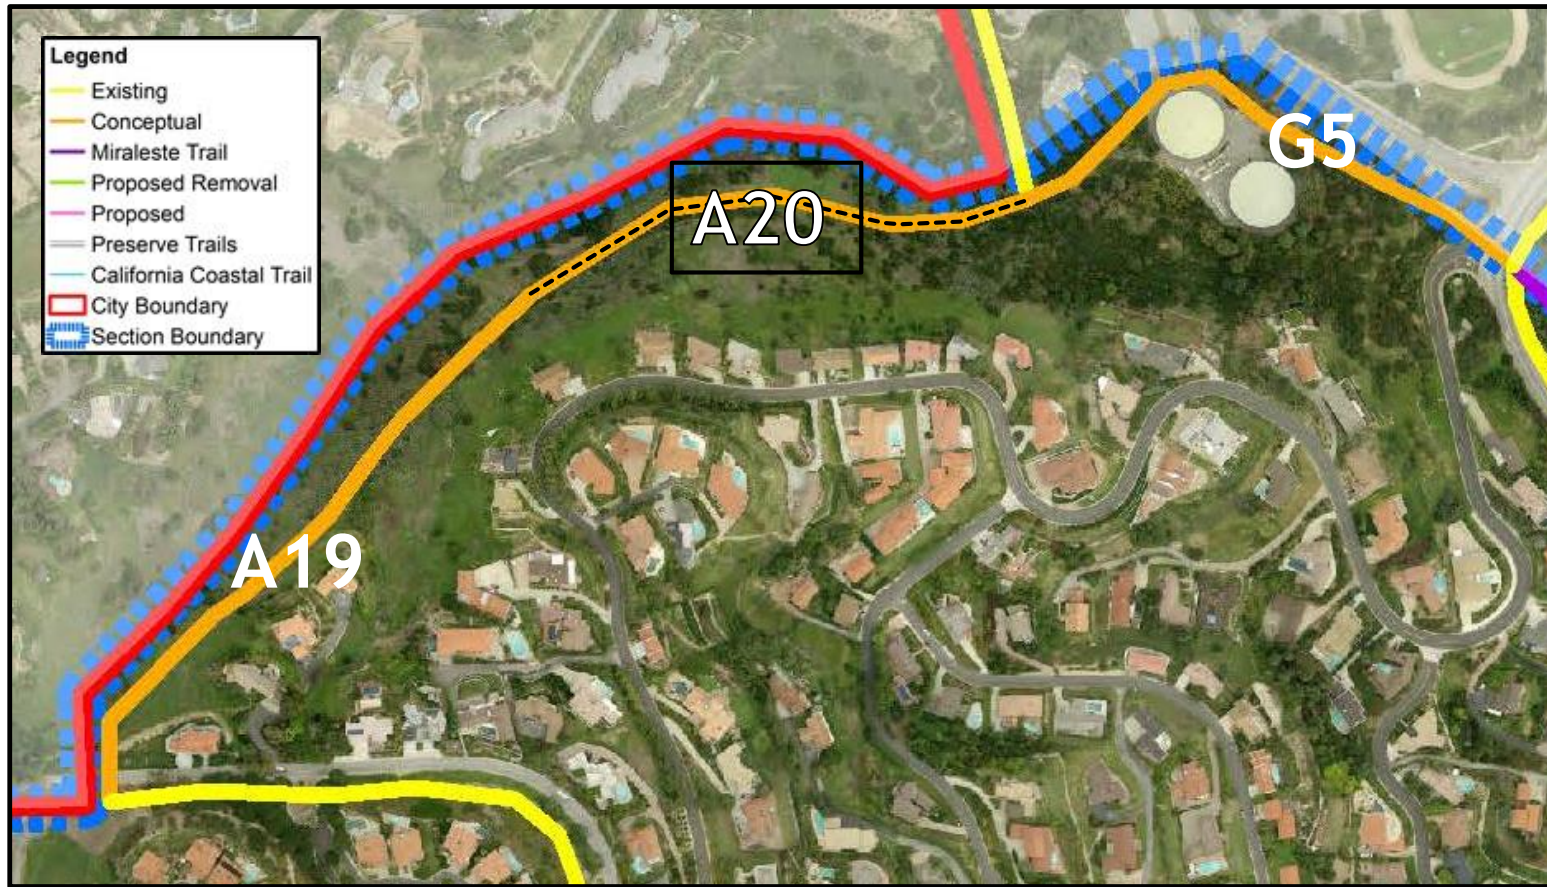 Legend
Existing
Conceptual
Miraleste Trail
Proposed Removal
Proposed
Preserve Trails
California Coastal Trail
City Boundary
Section Boundary
G5
A20
A19